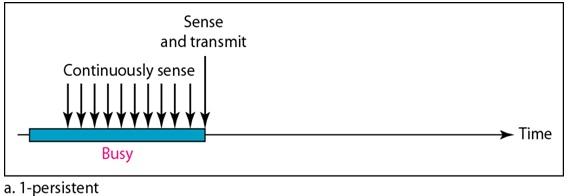 Sense
and transmit
Continuously sense
Time
Busy
a. 1-persistent